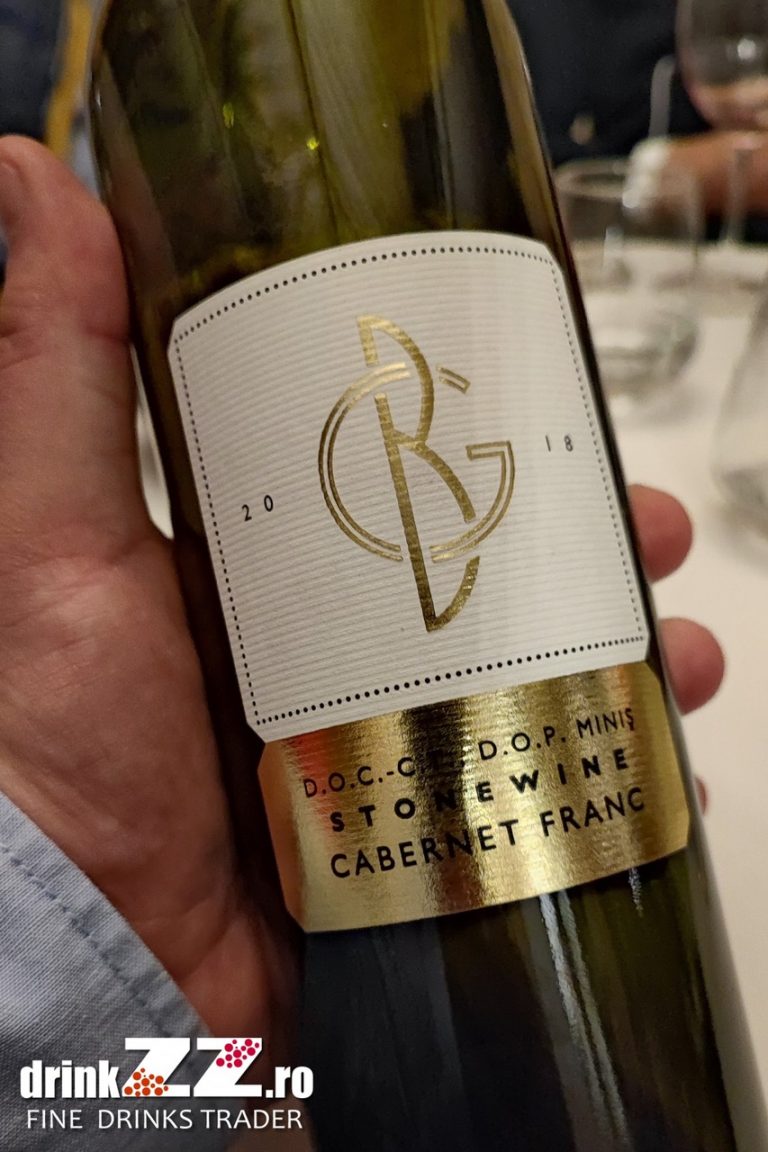 20 18
D.O.C.-C.T. D.O.P. MINIȘ
STONEWINE
CABERNET FRANC
drinkZZ.ro
FINE DRINKS TRADER